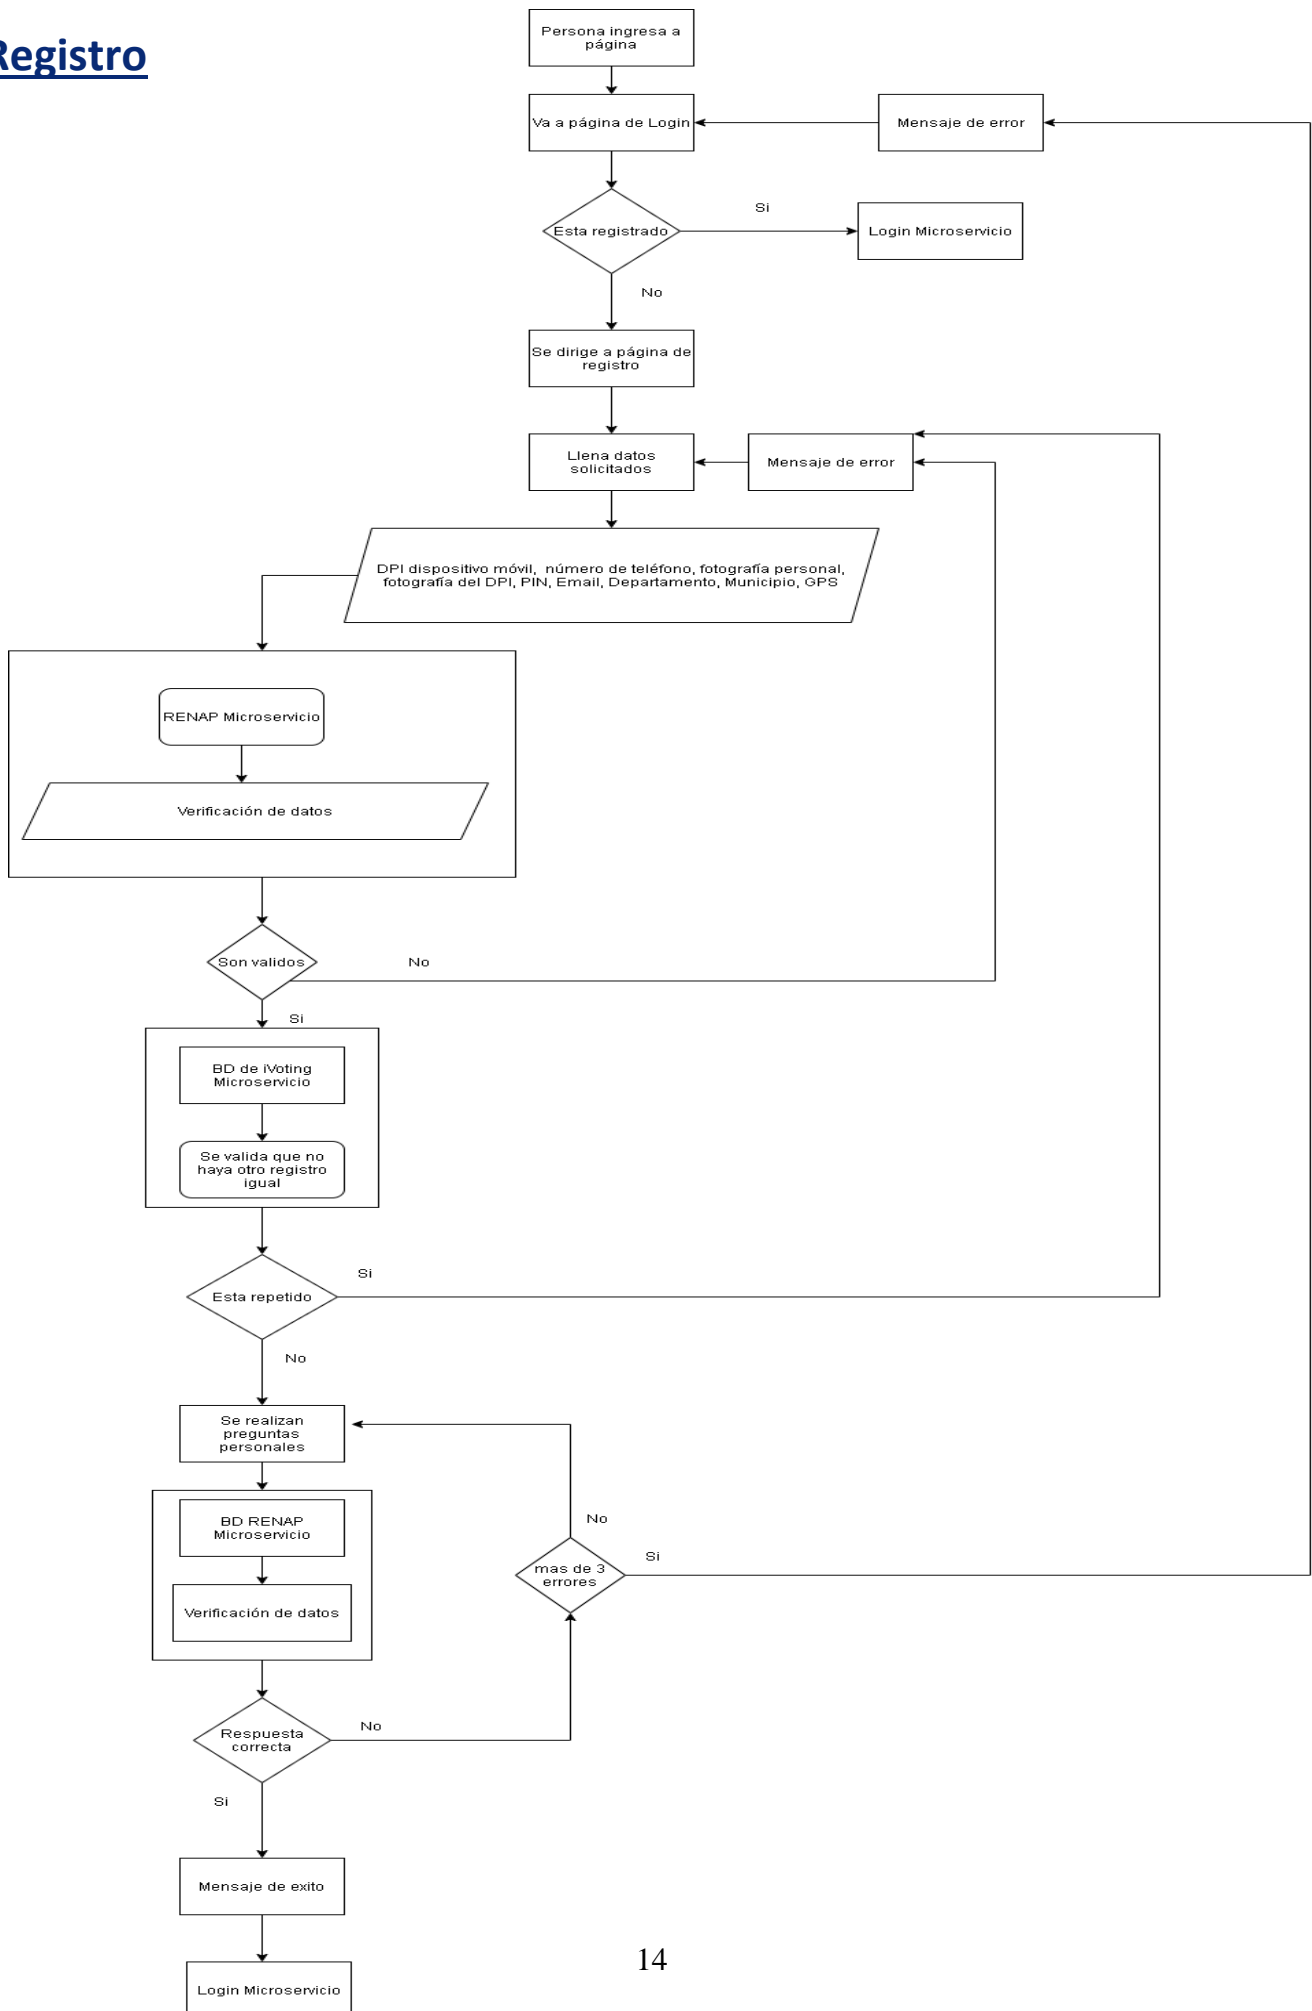 Registro
Persona ingresa a
página
Va a página de Login
Mensaje de error
Esta registrado
Si
Login Microservicio
No
Se dirige a página de
registro
Llena datos
solicitados
Mensaje de error
DPI dispositivo móvil, número de teléfono, fotografía personal,
fotografía del DPI, PIN, Email, Departamento, Municipio, GPS
RENAP Microservicio
Verificación de datos
Son validos
No
Si
BD de iVoting
Microservicio
Se valida que no
haya otro registro
igual
Esta repetido
Si
No
Se realizan
preguntas
personales
BD RENAP
Microservicio
Verificación de datos
No
mas de 3
errores
Si
Respuesta
correcta
No
Si
Mensaje de exito
Login Microservicio
14